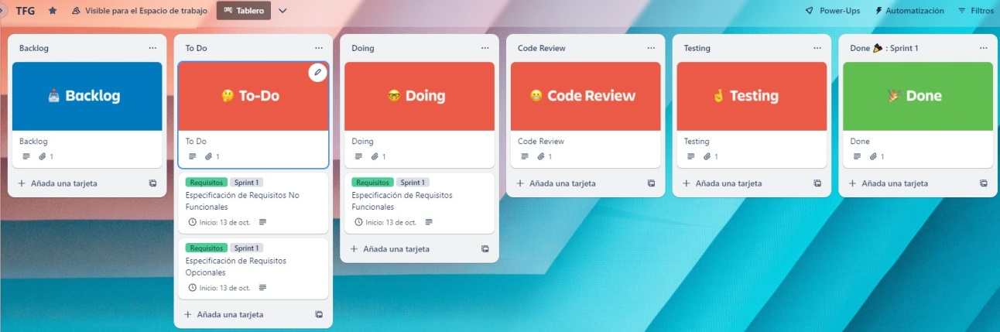 TFG Visible para el Espacio de trabajo Tablero Power-Ups Automatización Filtros
Backlog
Backlog
Backlog
1
Añada una tarjeta
To Do
To-Do
To Do
1
Requisitos Sprint 1
Especificación de Requisitos No
Funcionales
Inicio: 13 de oct.
Requisitos Sprint 1
Especificación de Requisitos
Opcionales
Inicio: 13 de oct.
Añada una tarjeta
Doing
Doing
Doing
1
Requisitos Sprint 1
Especificación de Requisitos
Funcionales
Inicio: 13 de oct.
Añada una tarjeta
Code Review
Code Review
Code Review
1
Añada una tarjeta
Testing
Testing
Testing
1
Añada una tarjeta
Done 🎉 : Sprint 1
Done
Done
1
Añada una tarjeta